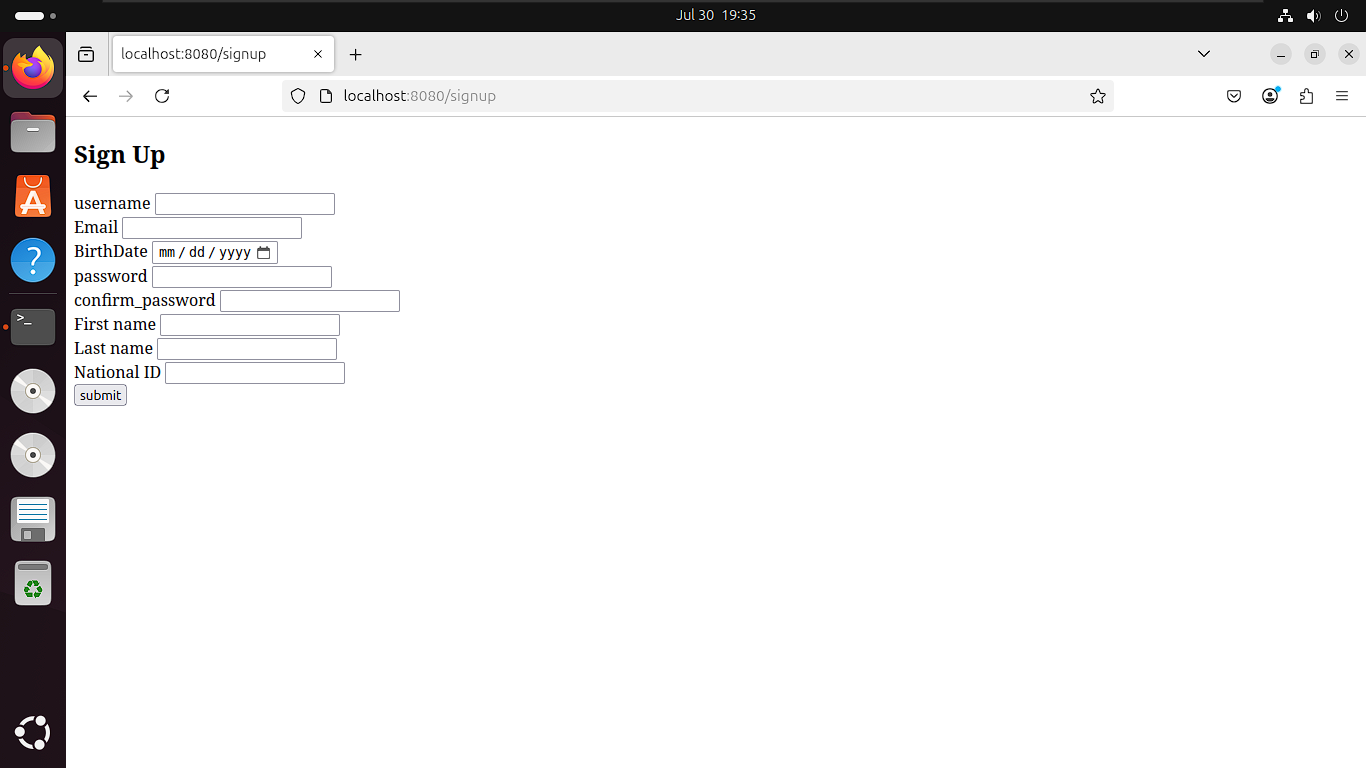 Jul 30 19:35
localhost:8080/signup
localhost:8080/signup
Sign Up
username
Email
BirthDate mm / dd / yyyy
password
confirm_password
First name
Last name
National ID
submit